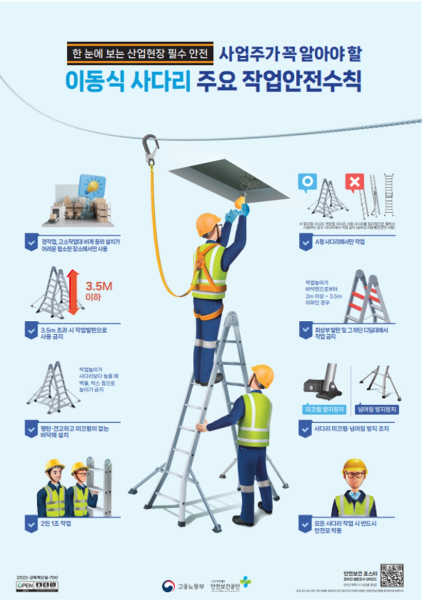 한 눈에 보는 산업현장 필수 안전
사업주가 꼭 알아야 할
이동식 사다리 주요 작업안전수칙
경작업, 고소작업대·비계 등의 설치가
어려운 협소한 장소에서만 사용
A형 사다리에서만 작업
3.5M
이하
3.5m 초과 시 작업발판으로
사용 금지
작업높이가
바닥면으로부터
2m 이상 ~ 3.5m
이하인 경우
최상부 발판 및 그 하단 디딤대에서
작업 금지
작업높이가
사다리보다 높을 때
벽돌, 박스 등으로
높이기 금지
평탄·견고하고 미끄럼이 없는
바닥에 설치
미끄럼 방지장치
넘어짐 방지장치
사다리 미끄럼·넘어짐 방지 조치
2인 1조 작업
모든 사다리 작업 시 반드시
안전모 착용
2022-교육혁신실-700
OPEN
고용노동부
안전보건공단
안전보건 포스터